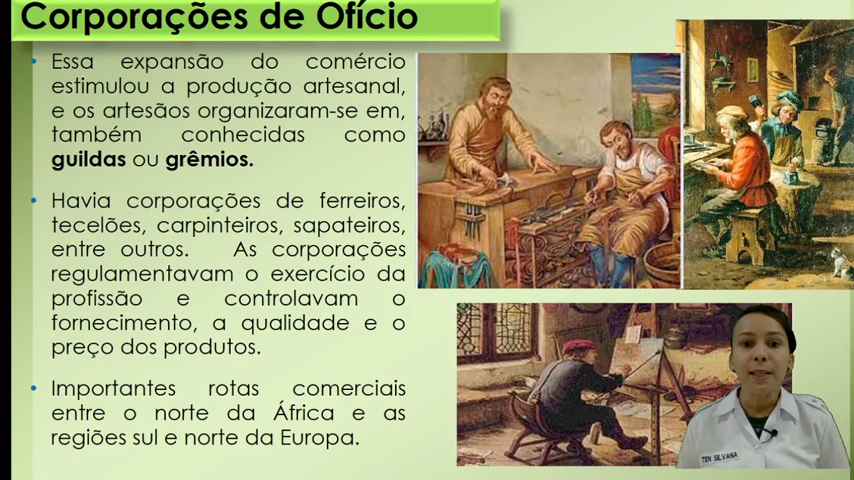 Corporações de Ofício
• Essa expansão do comércio
estimulou a produção artesanal,
e os artesãos organizaram-se em,
também conhecidas como
guildas ou grêmios.
• Havia corporações de ferreiros,
tecelões, carpinteiros, sapateiros,
entre outros. As corporações
regulamentavam o exercício da
profissão e controlavam o
fornecimento, a qualidade e o
preço dos produtos.
• Importantes rotas comerciais
entre o norte da África e as
regiões sul e norte da Europa.
TEN SILVANA